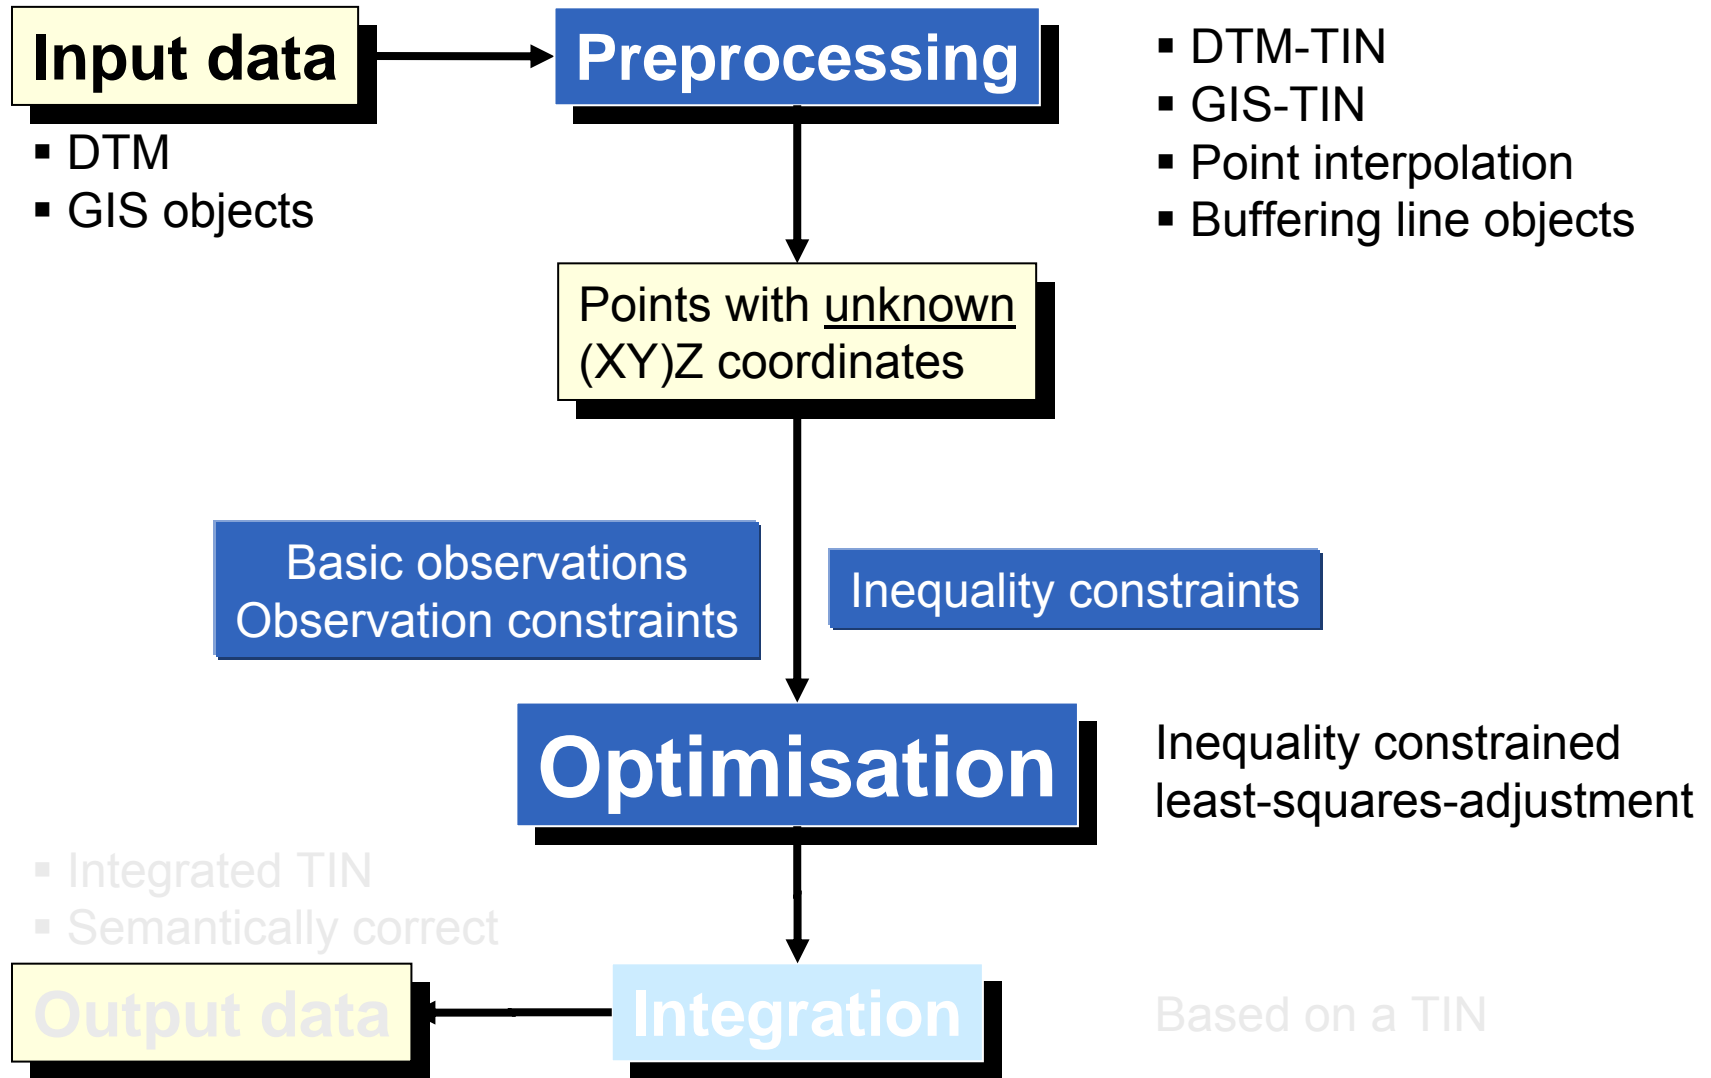 Input data
Preprocessing
▪ DTM-TIN
▪ GIS-TIN
▪ Point interpolation
▪ Buffering line objects
▪ DTM
▪ GIS objects
Points with unknown
(XY)Z coordinates
Basic observations
Observation constraints
Inequality constraints
Optimisation
Inequality constrained
least-squares-adjustment
▪ Integrated TIN
▪ Semantically correct
Output data
Integration
Based on a TIN